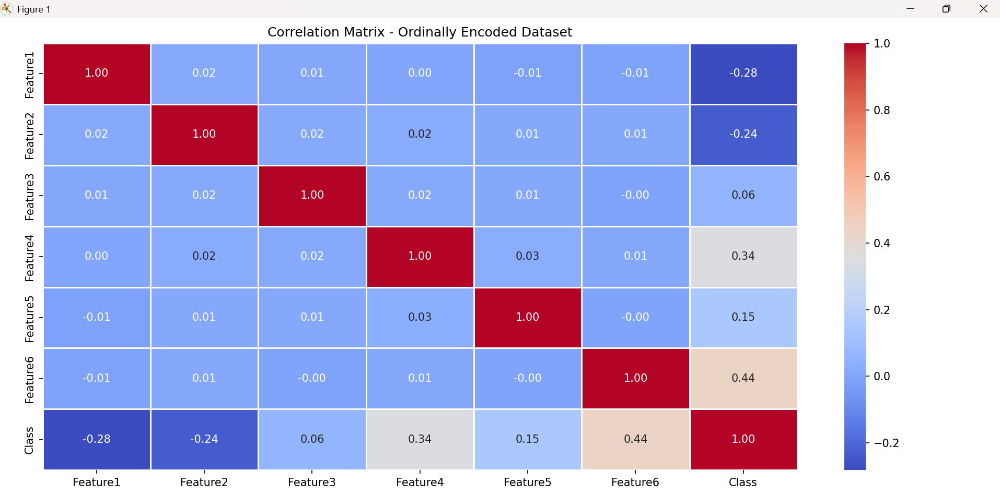 Figure 1
Correlation Matrix - Ordinally Encoded Dataset
Feature1 1.00 0.02 0.01 0.00 -0.01 -0.01 -0.28
Feature2 0.02 1.00 0.02 0.02 0.01 0.01 -0.24
Feature3 0.01 0.02 1.00 0.02 0.01 -0.00 0.06
Feature4 0.00 0.02 0.02 1.00 0.03 0.01 0.34
Feature5 -0.01 0.01 0.01 0.03 1.00 -0.00 0.15
Feature6 -0.01 0.01 -0.00 0.01 -0.00 1.00 0.44
Class -0.28 -0.24 0.06 0.34 0.15 0.44 1.00
Feature1 Feature2 Feature3 Feature4 Feature5 Feature6 Class
1.0
0.8
0.6
0.4
0.2
0.0
−0.2